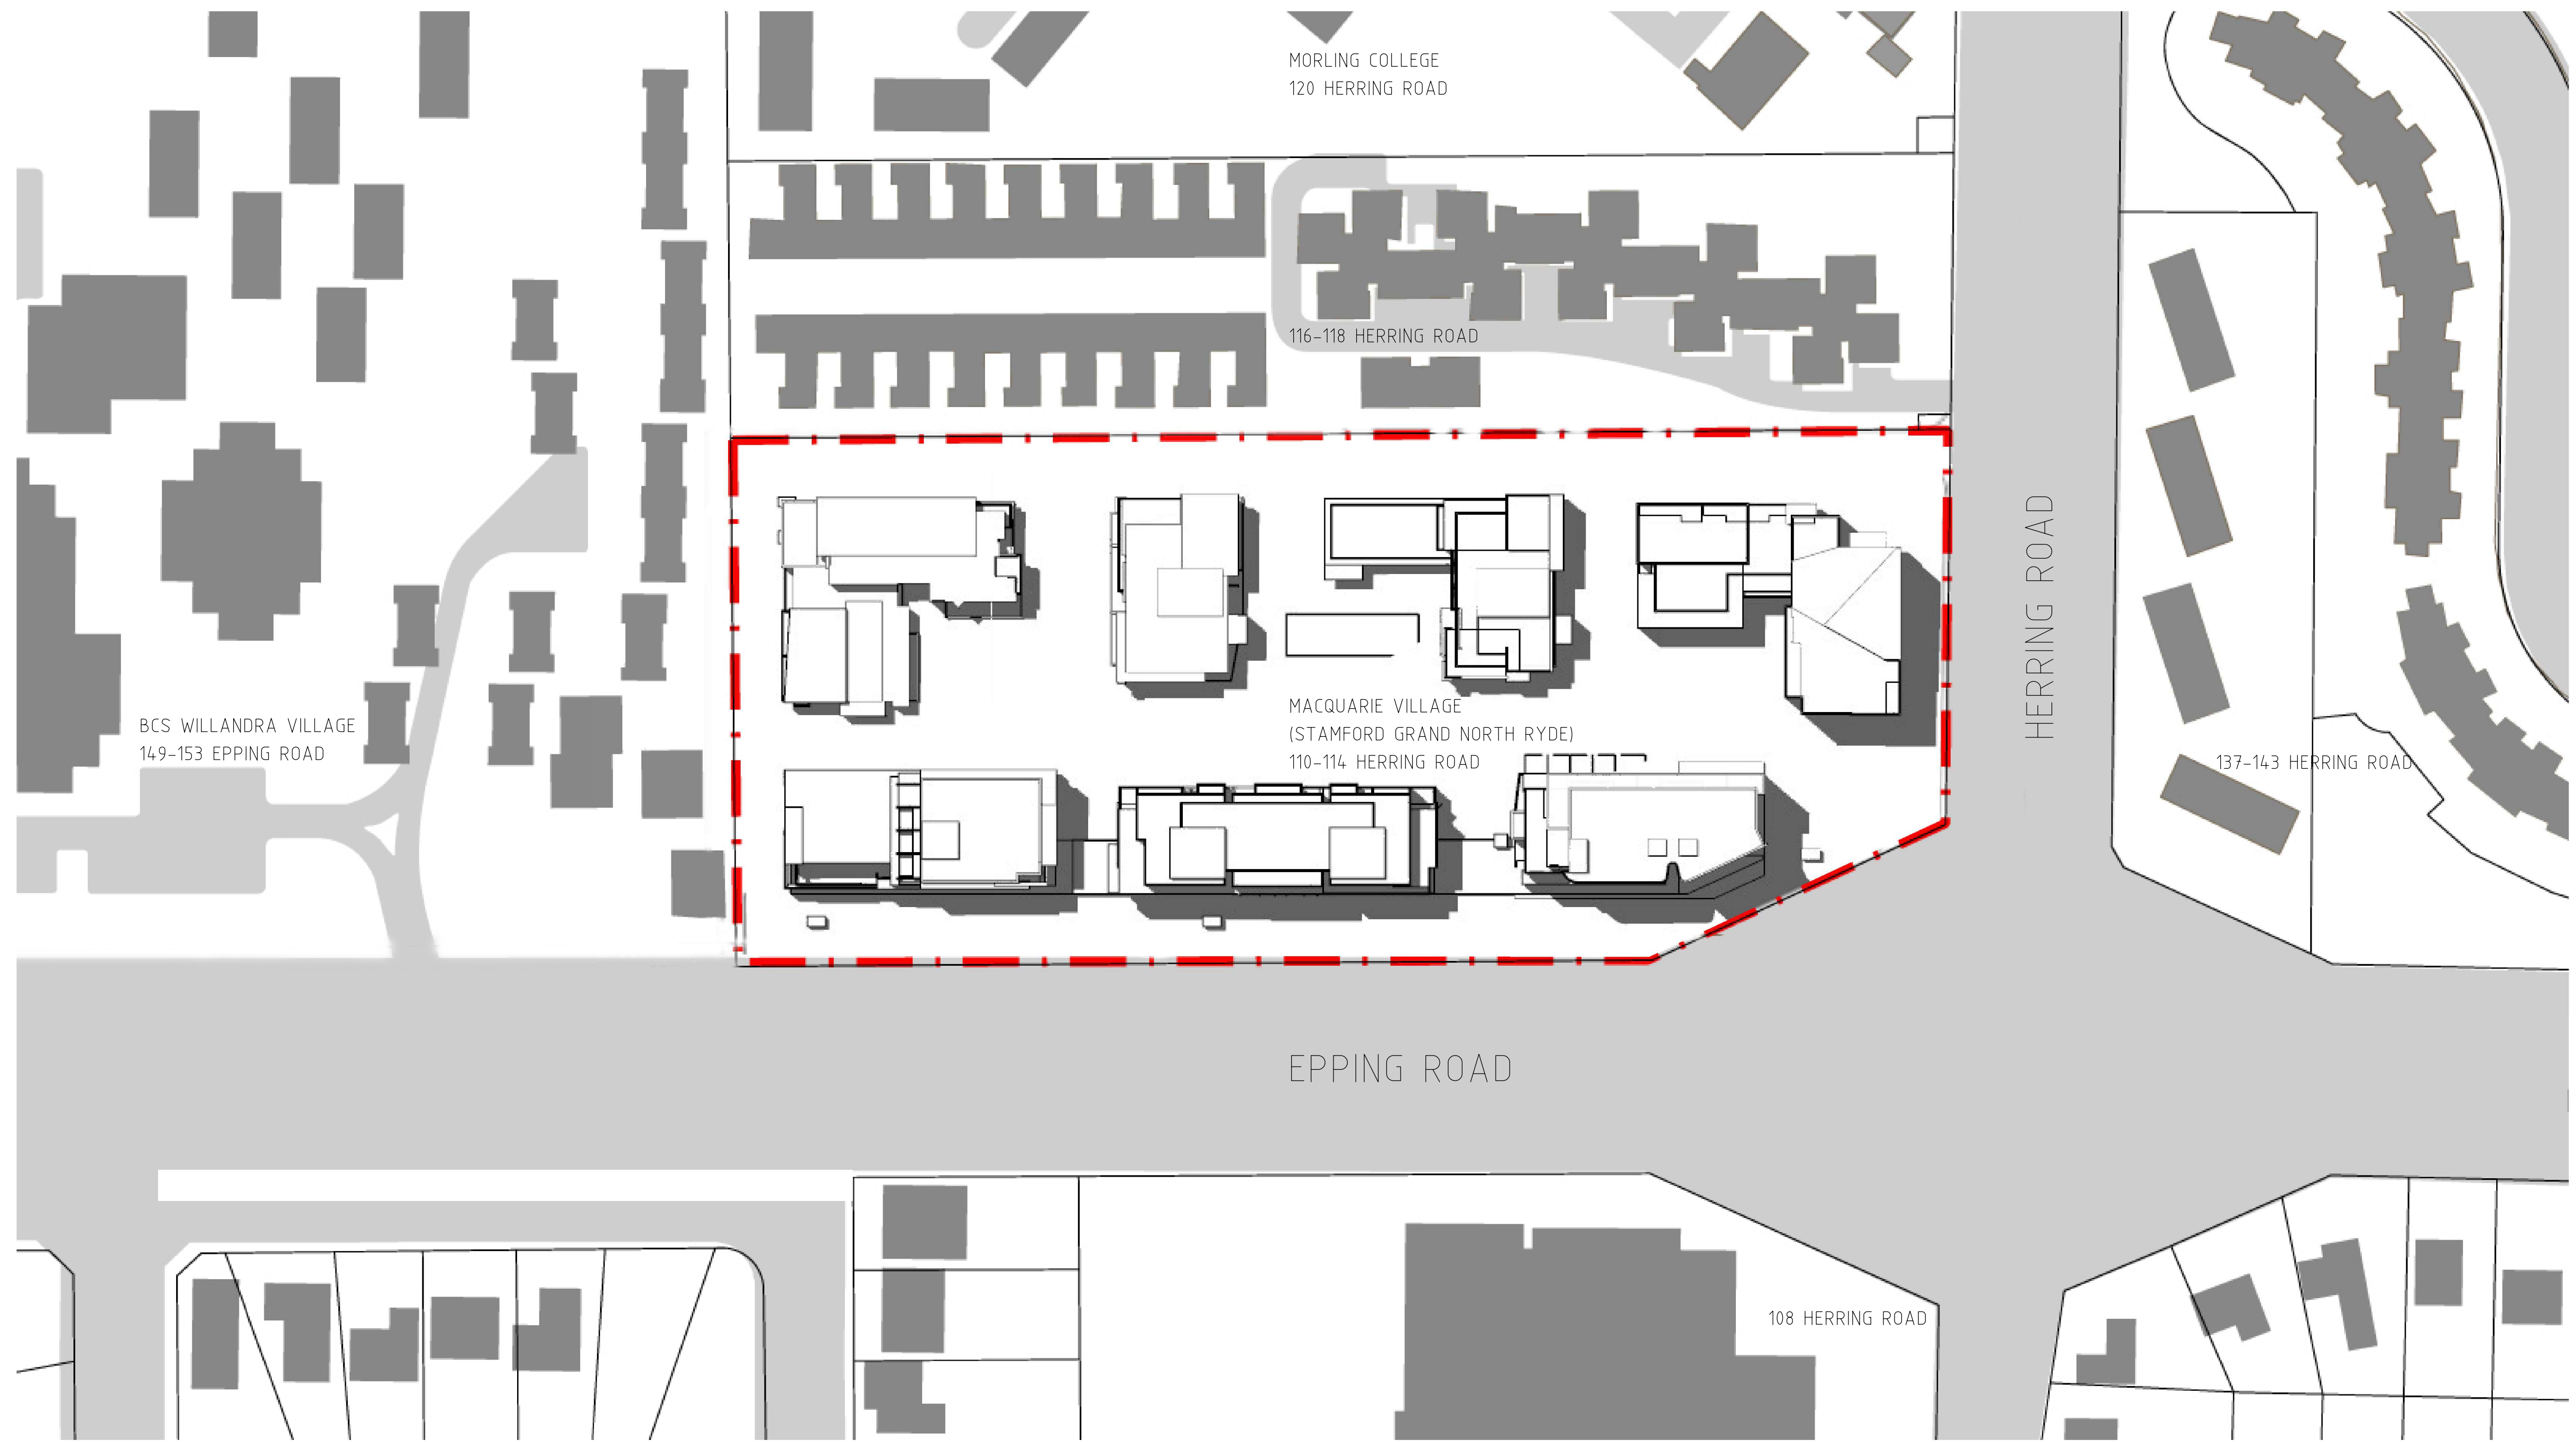 MORLING COLLEGE
120 HERRING ROAD
116-118 HERRING ROAD
HERRING ROAD
MACQUARIE VILLAGE
(STAMFORD GRAND NORTH RYDE)
110-114 HERRING ROAD
BCS WILLANDRA VILLAGE
149-153 EPPING ROAD
137-143 HERRING ROAD
EPPING ROAD
108 HERRING ROAD